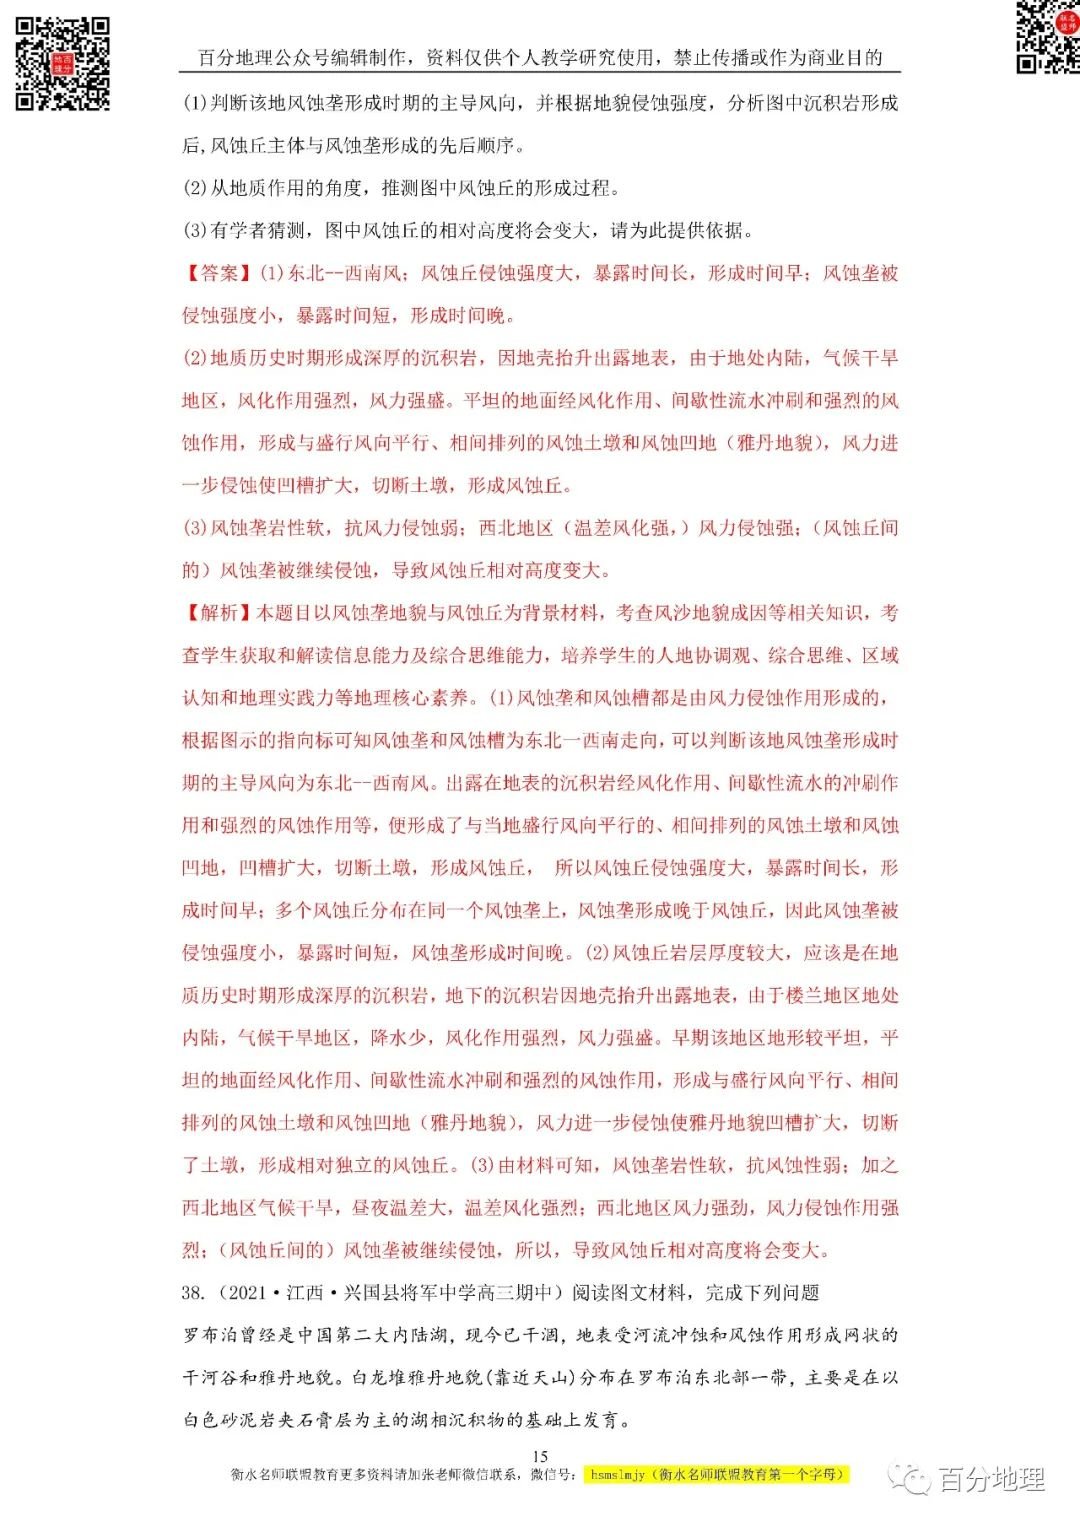 百分地理公众号编辑制作，资料仅供个人教学研究使用，禁止传播或作为商业目的
(1)判断该地风蚀垄形成时期的主导风向，并根据地貌侵蚀强度，分析图中沉积岩形成
后,风蚀丘主体与风蚀垄形成的先后顺序。
(2)从地质作用的角度，推测图中风蚀丘的形成过程。
(3)有学者猜测，图中风蚀丘的相对高度将会变大，请为此提供依据。
【答案】(1)东北--西南风；风蚀丘侵蚀强度大，暴露时间长，形成时间早；风蚀垄被
侵蚀强度小，暴露时间短，形成时间晚。
(2)地质历史时期形成深厚的沉积岩，因地壳抬升出露地表，由于地处内陆，气候干旱
地区，风化作用强烈，风力强盛。平坦的地面经风化作用、间歇性流水冲刷和强烈的风
蚀作用，形成与盛行风向平行、相间排列的风蚀土墩和风蚀凹地（雅丹地貌），风力进
一步侵蚀使凹槽扩大，切断土墩，形成风蚀丘。
(3)风蚀垄岩性软，抗风力侵蚀弱；西北地区（温差风化强，）风力侵蚀强；（风蚀丘间
的）风蚀垄被继续侵蚀，导致风蚀丘相对高度变大。
【解析】本题目以风蚀垄地貌与风蚀丘为背景材料，考查风沙地貌成因等相关知识，考
查学生获取和解读信息能力及综合思维能力，培养学生的人地协调观、综合思维、区域
认知和地理实践力等地理核心素养。(1)风蚀垄和风蚀槽都是由风力侵蚀作用形成的，
根据图示的指向标可知风蚀垄和风蚀槽为东北一西南走向，可以判断该地风蚀垄形成时
期的主导风向为东北--西南风。出露在地表的沉积岩经风化作用、间歇性流水的冲刷作
用和强烈的风蚀作用等，便形成了与当地盛行风向平行的、相间排列的风蚀土墩和风蚀
凹地，凹槽扩大，切断土墩，形成风蚀丘， 所以风蚀丘侵蚀强度大，暴露时间长，形
成时间早；多个风蚀丘分布在同一个风蚀垄上，风蚀垄形成晚于风蚀丘，因此风蚀垄被
侵蚀强度小，暴露时间短，风蚀垄形成时间晚。(2)风蚀丘岩层厚度较大，应该是在地
质历史时期形成深厚的沉积岩，地下的沉积岩因地壳抬升出露地表，由于楼兰地区地处
内陆，气候干旱地区，降水少，风化作用强烈，风力强盛。早期该地区地形较平坦，平
坦的地面经风化作用、间歇性流水冲刷和强烈的风蚀作用，形成与盛行风向平行、相间
排列的风蚀土墩和风蚀凹地（雅丹地貌），风力进一步侵蚀使雅丹地貌凹槽扩大，切断
了土墩，形成相对独立的风蚀丘。(3)由材料可知，风蚀垄岩性软，抗风蚀性弱；加之
西北地区气候干旱，昼夜温差大，温差风化强烈；西北地区风力强劲，风力侵蚀作用强
烈；（风蚀丘间的）风蚀垄被继续侵蚀，所以，导致风蚀丘相对高度将会变大。
38.（2021·江西·兴国县将军中学高三期中）阅读图文材料，完成下列问题
罗布泊曾经是中国第二大内陆湖，现今已干涸，地表受河流冲蚀和风蚀作用形成网状的
干河谷和雅丹地貌。白龙堆雅丹地貌(靠近天山)分布在罗布泊东北部一带，主要是在以
白色砂泥岩夹石膏层为主的湖相沉积物的基础上发育。
15
衡水名师联盟教育更多资料请加张老师微信联系，微信号： hsmslmjy（衡水名师联盟教育第一个字母）
百分地理